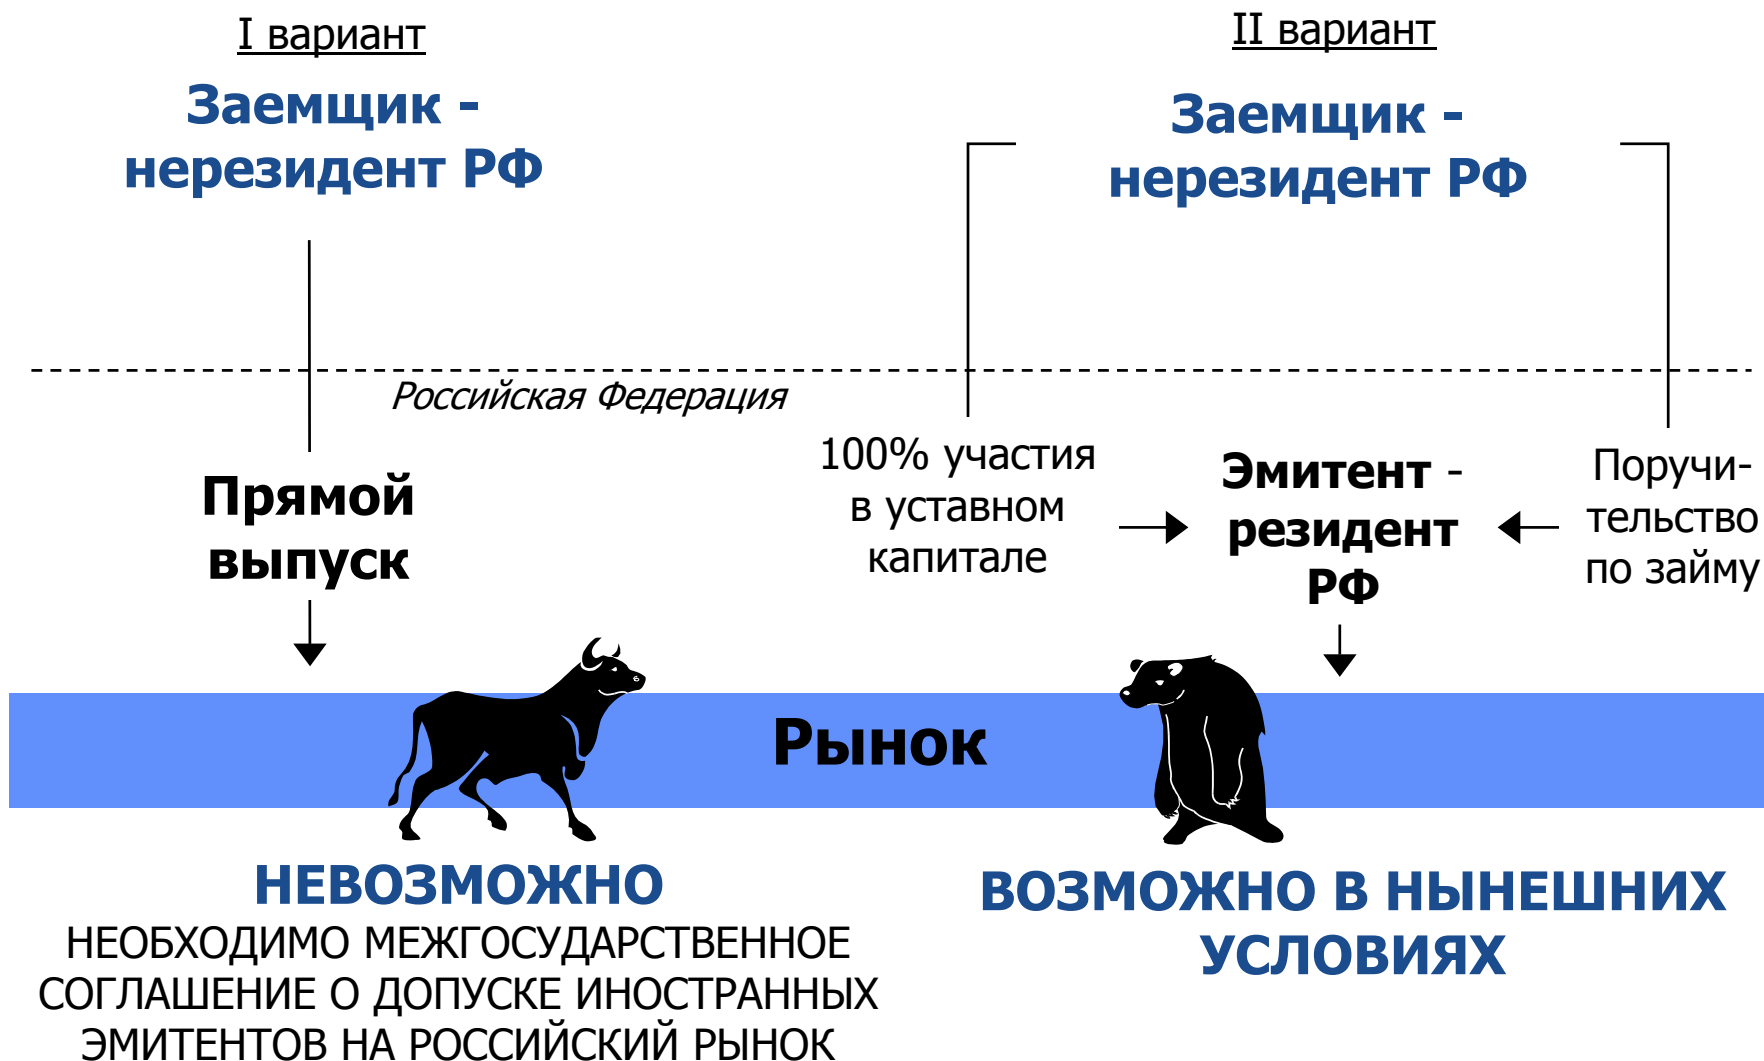 I вариант
Заемщик -
нерезидент РФ
II вариант
Заемщик -
нерезидент РФ
Российская Федерация
Прямой
выпуск
100% участия
в уставном
капитале
Эмитент -
резидент
РФ
Поручи-
тельство
по займу
Рынок
НЕВОЗМОЖНО
НЕОБХОДИМО МЕЖГОСУДАРСТВЕННОЕ
СОГЛАШЕНИЕ О ДОПУСКЕ ИНОСТРАННЫХ
ЭМИТЕНТОВ НА РОССИЙСКИЙ РЫНОК
ВОЗМОЖНО В НЫНЕШНИХ
УСЛОВИЯХ